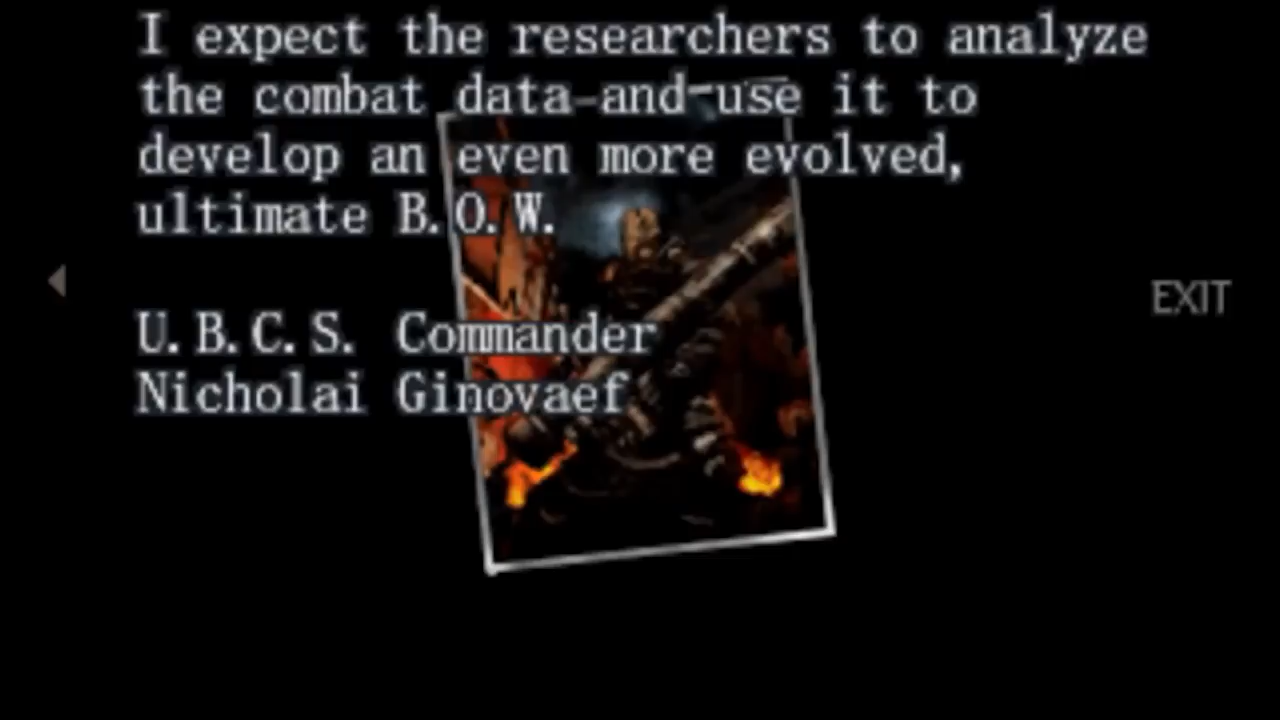 I expect the researchers to analyze
the combat data and use it to
develop an even more evolved,
ultimate B.O.W.
EXIT
U.B.C.S. Commander
Nicholai Ginovaef